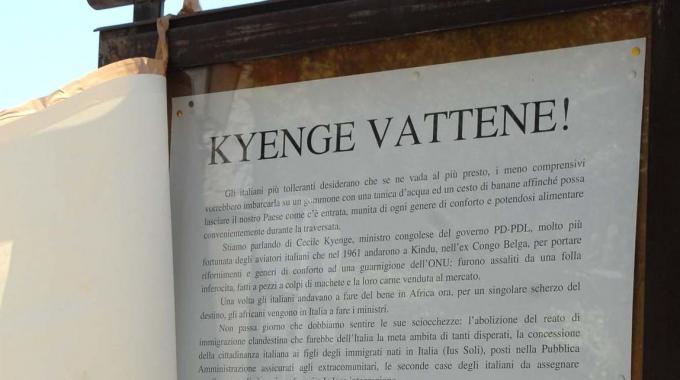 KYENGE VATTENE!
Gli italiani più tolleranti desiderano che se ne vada al più presto, i meno comprensivi
vorrebbero imbarcarla su un gommone con una tanica d'acqua ed un cesto di banane affinché possa
lasciare il nostro Paese come c'è entrata, munita di ogni genere di conforto e potendosi alimentare
convenientemente durante la traversata.
Stiamo parlando di Cecile Kyenge, ministro congolese del governo PD-PDL, molto più
fortunata degli aviatori italiani che nel 1961 andarono a Kindu, nell'ex Congo Belga, per portare
rifornimenti e generi di conforto ad una guarnigione dell'ONU: furono assaliti da una folla
inferocita, fatti a pezzi a colpi di machete e la loro carne venduta al mercato.
Una volta gli italiani andavano a fare del bene in Africa ora, per un singolare scherzo del
destino, gli africani vengono in Italia a fare i ministri.
Non passa giorno che dobbiamo sentire le sue sciocchezze: l'abolizione del reato di
immigrazione clandestina che farebbe dell'Italia la meta ambita di tanti disperati, la concessione
della cittadinanza italiana ai figli degli immigrati nati in Italia (Ius Soli), posti nella Pubblica
Amministrazione assicurati agli extracomunitari, le seconde case degli italiani da assegnare